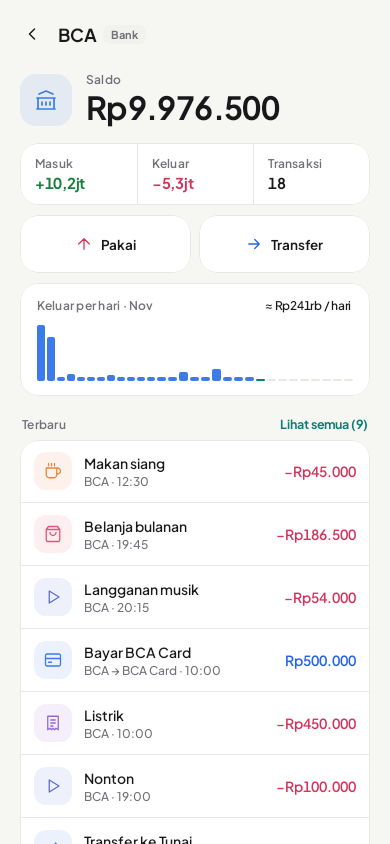 BCA Bank
Saldo
Rp9.976.500
Masuk Keluar Transaksi
+10,2jt −5,3jt 18
Pakai Transfer
Keluar per hari · Nov ≈ Rp241rb / hari
Terbaru Lihat semua (9)
Makan siang
BCA · 12:30
−Rp45.000
Belanja bulanan
BCA · 19:45
−Rp186.500
Langganan musik
BCA · 20:15
−Rp54.000
Bayar BCA Card
BCA → BCA Card · 10:00
Rp500.000
Listrik
BCA · 10:00
−Rp450.000
Nonton
BCA · 19:00
−Rp100.000
Transfer ke Tunai